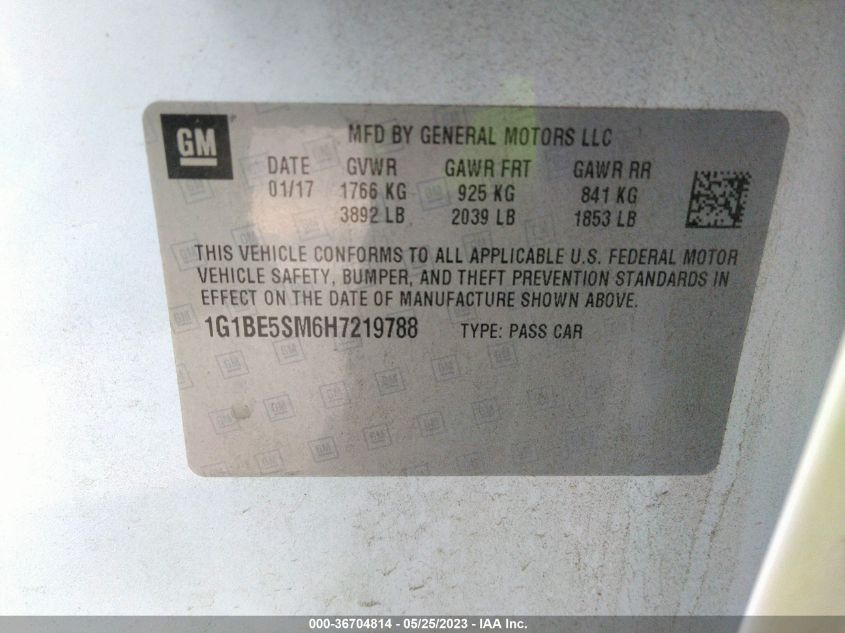 GM
MFD BY GENERAL MOTORS LLC
DATE GVWR GAWR FRT GAWR RR
01/17 1766 KG 925 KG 841 KG
3892 LB 2039 LB 1853 LB
THIS VEHICLE CONFORMS TO ALL APPLICABLE U.S. FEDERAL MOTOR
VEHICLE SAFETY, BUMPER, AND THEFT PREVENTION STANDARDS IN
EFFECT ON THE DATE OF MANUFACTURE SHOWN ABOVE.
1G1BE5SM6H7219788 TYPE: PASS CAR
000-36704814 - 05/25/2023 - IAA Inc.